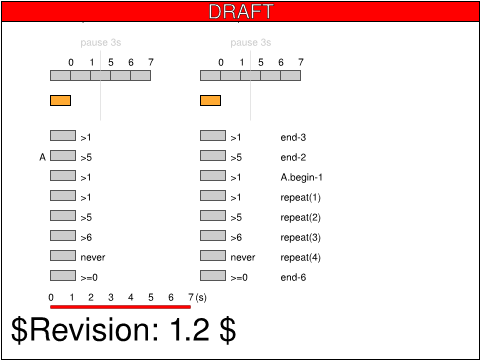 DRAFT
pause 3s pause 3s
0 1 5 6 7 0 1 5 6 7
>1 >1 end-3
A >5 >5 end-2
>1 >1 A.begin-1
>1 >1 repeat(1)
>5 >5 repeat(2)
>6 >6 repeat(3)
never never repeat(4)
>=0 >=0 end-6
0 1 2 3 4 5 6 7 (s)
$Revision: 1.2 $